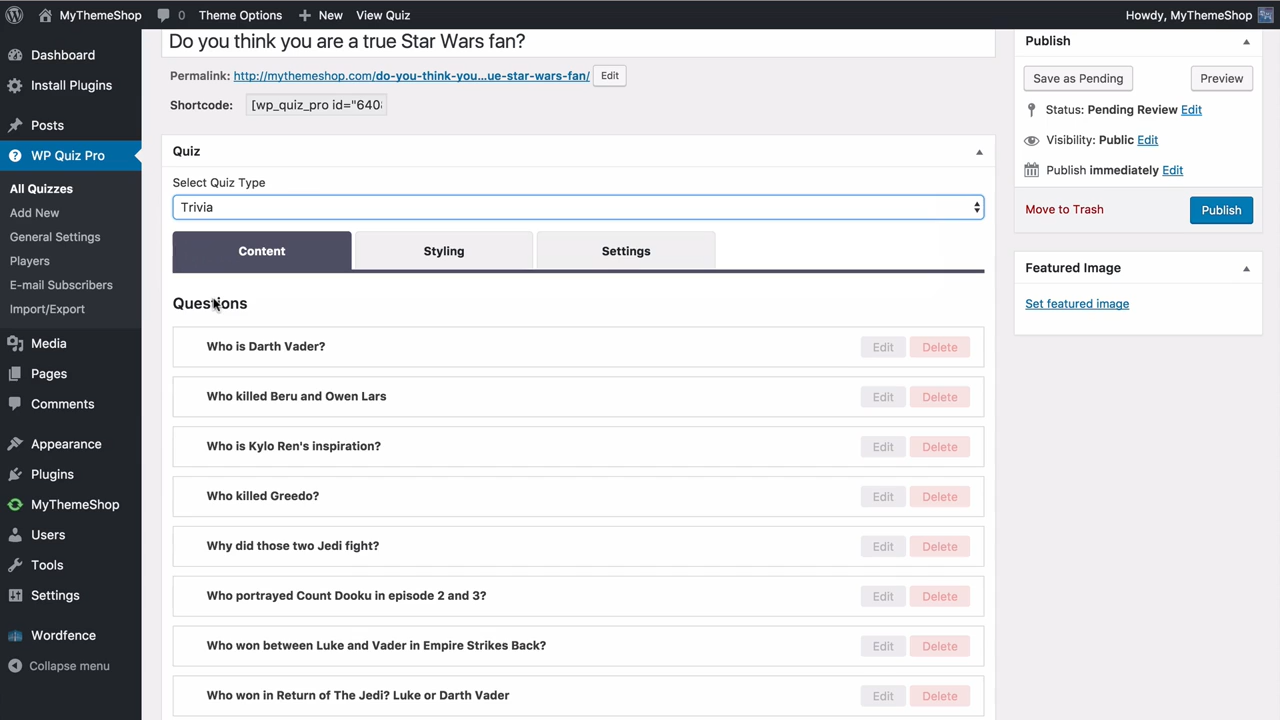 MyThemeShop 0 Theme Options New View Quiz Howdy, MyThemeShop
Dashboard
Install Plugins
Posts
WP Quiz Pro
All Quizzes
Add New
General Settings
Players
E-mail Subscribers
Import/Export
Media
Pages
Comments
Appearance
Plugins
MyThemeShop
Users
Tools
Settings
Wordfence
Collapse menu
Do you think you are a true Star Wars fan?
Permalink: http://mythemeshop.com/do-you-think-you...ue-star-wars-fan/ Edit
Shortcode: [wp_quiz_pro id="640
Quiz
Select Quiz Type
Trivia
Content Styling Settings
Questions
Who is Darth Vader? Edit Delete
Who killed Beru and Owen Lars Edit Delete
Who is Kylo Ren's inspiration? Edit Delete
Who killed Greedo? Edit Delete
Why did those two Jedi fight? Edit Delete
Who portrayed Count Dooku in episode 2 and 3? Edit Delete
Who won between Luke and Vader in Empire Strikes Back? Edit Delete
Who won in Return of The Jedi? Luke or Darth Vader Edit Delete
Publish
Save as Pending Preview
Status: Pending Review Edit
Visibility: Public Edit
Publish immediately Edit
Move to Trash Publish
Featured Image
Set featured image